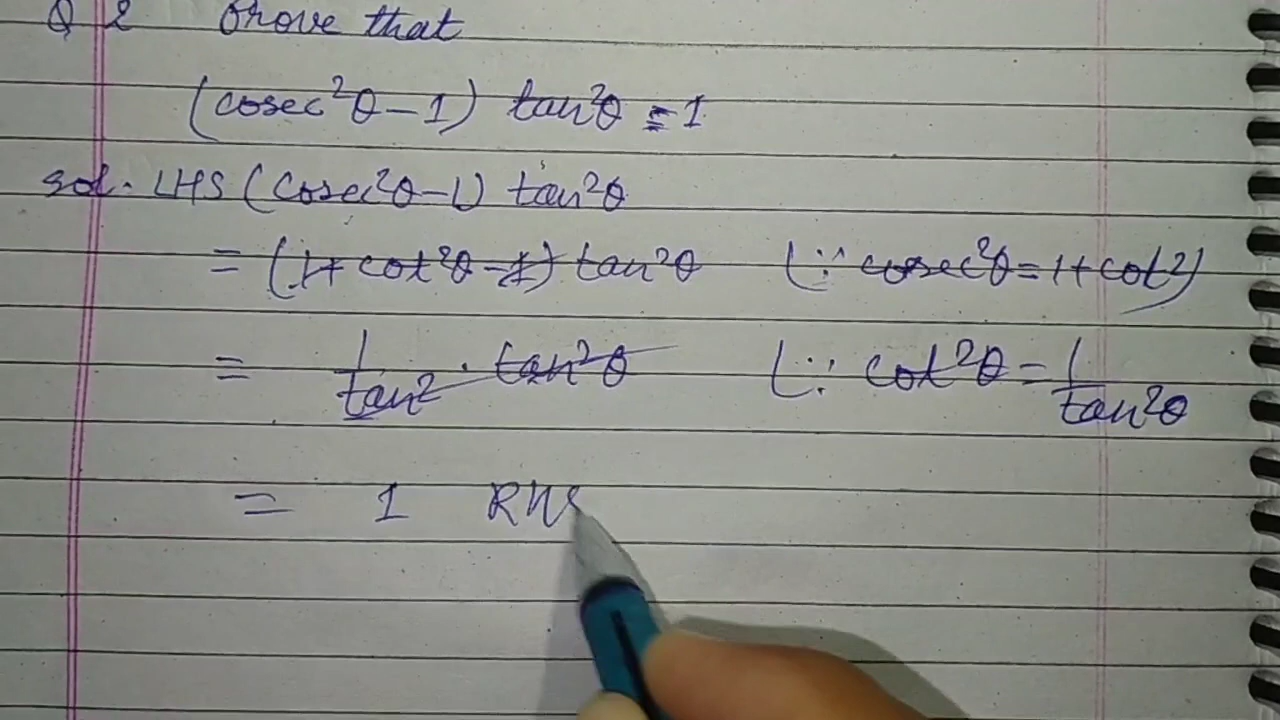 Q 2 Prove that
(cosec²θ-1) tan²θ = 1
sol. LHS (cosec²θ-1) tan²θ
= (1+cot²θ-1) tan²θ (∵ cosec²θ=1+cot²)
= 1/tan² . tan²θ (∵ cot²θ = 1/tan²θ
= 1 RHS